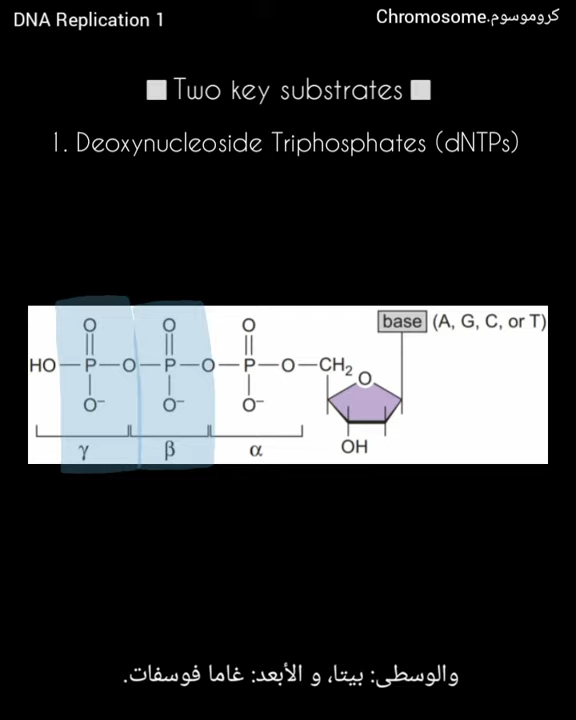 DNA Replication 1
Chromosome.كروموسوم
Two key substrates
1. Deoxynucleoside Triphosphates (dNTPs)
base (A, G, C, or T)
O O O
HO P O P O P O CH2 O
O- O- O-
OH
γ β α
والوسطى: بيتا، و الأبعد: غاما فوسفات.